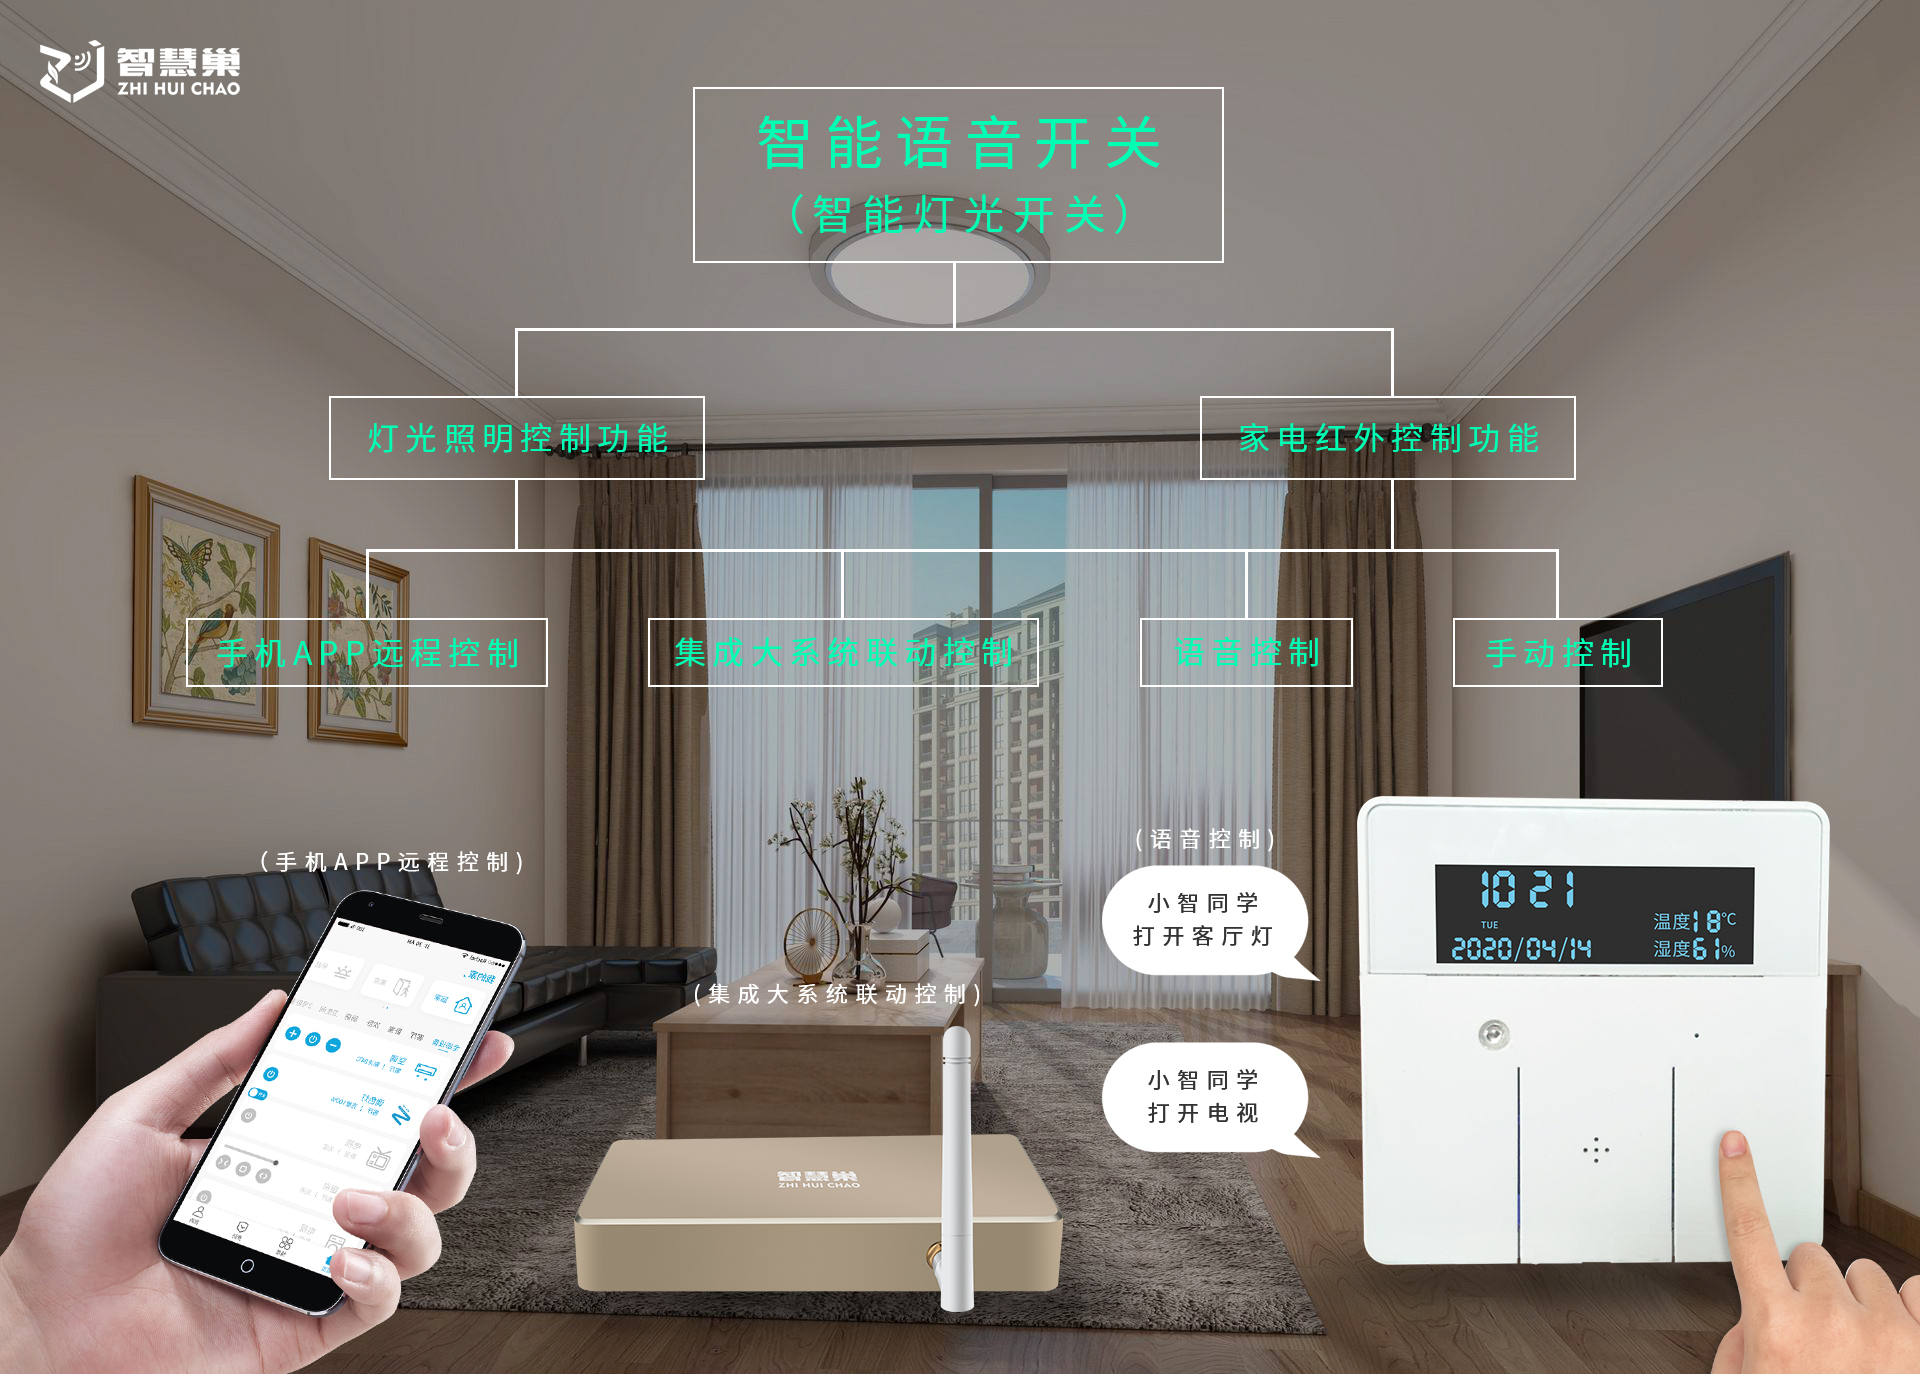 智慧巢
ZHI HUI CHAO
智能语音开关
（智能灯光开关）
灯光照明控制功能
家电红外控制功能
手机APP远程控制
集成大系统联动控制
语音控制
手动控制
（手机APP远程控制）
（集成大系统联动控制）
（语音控制）
小智同学
打开客厅灯
小智同学
打开电视
10 21
TUE
2020/04/14
温度18℃
湿度61%
智慧巢
ZHI HUI CHAO